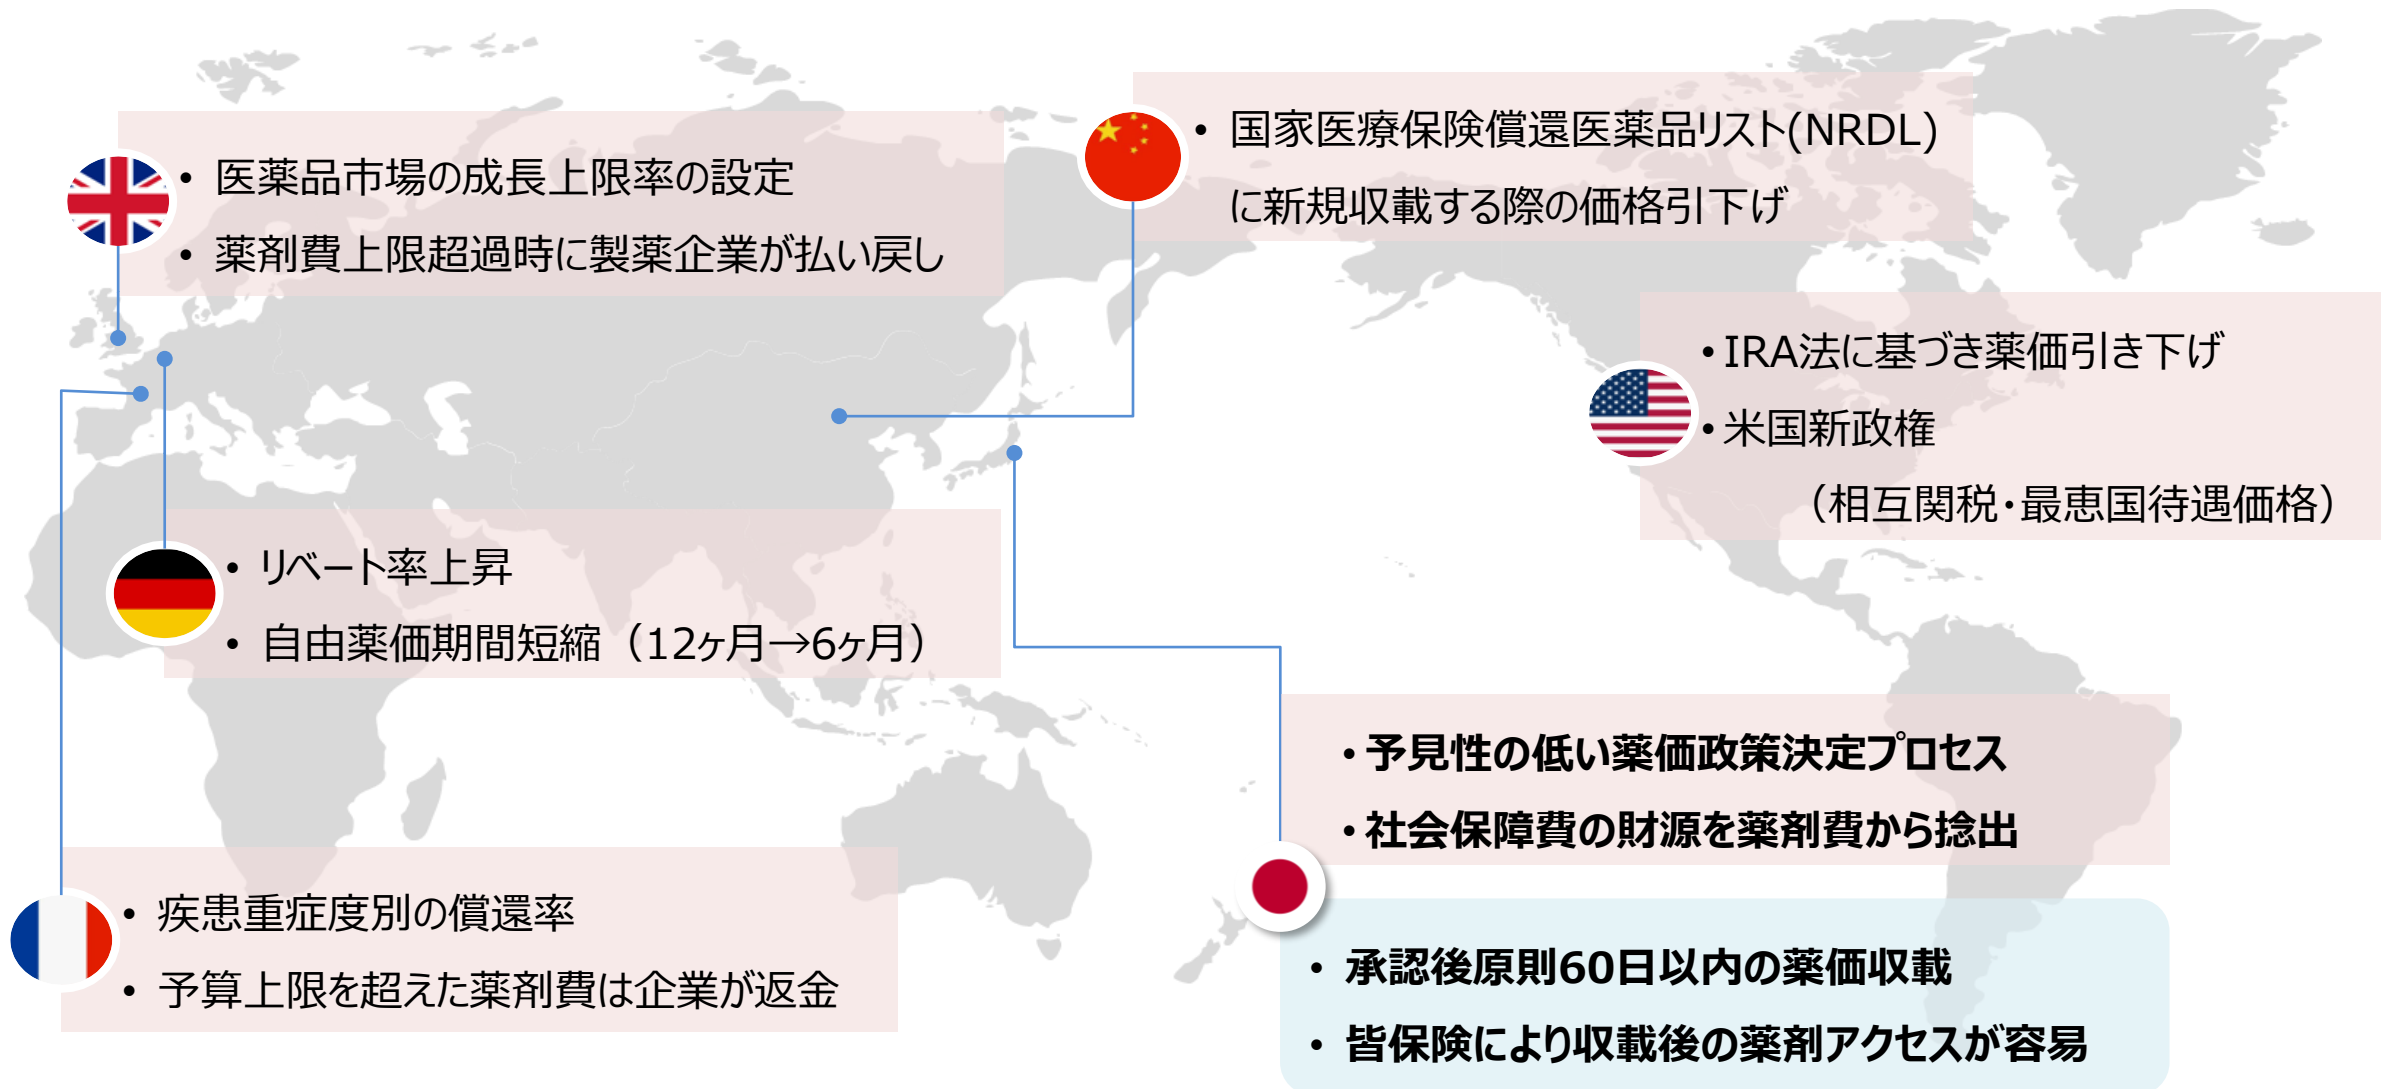 • 医薬品市場の成長上限率の設定
• 薬剤費上限超過時に製薬企業が払い戻し
• 国家医療保険償還医薬品リスト(NRDL)
に新規収載する際の価格引下げ
• IRA法に基づき薬価引き下げ
• 米国新政権
（相互関税・最恵国待遇価格）
• リベート率上昇
• 自由薬価期間短縮（12ヶ月→6ヶ月）
• 予見性の低い薬価政策決定プロセス
• 社会保障費の財源を薬剤費から捻出
• 疾患重症度別の償還率
• 予算上限を超えた薬剤費は企業が返金
• 承認後原則60日以内の薬価収載
• 皆保険により収載後の薬剤アクセスが容易